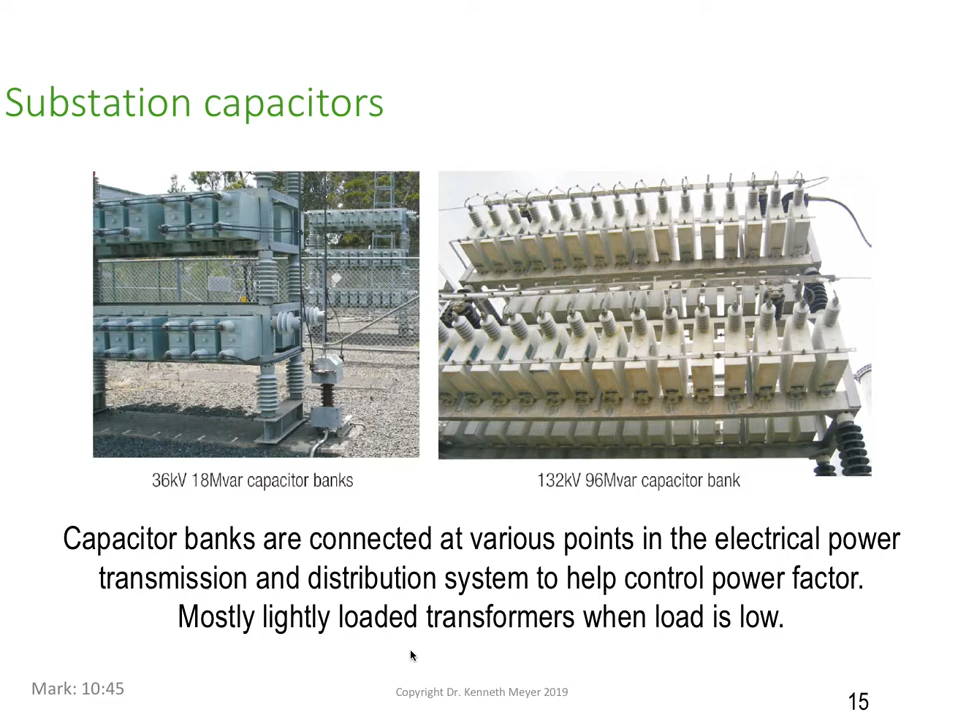 Substation capacitors
36kV 18Mvar capacitor banks
132kV 96Mvar capacitor bank
Capacitor banks are connected at various points in the electrical power
transmission and distribution system to help control power factor.
Mostly lightly loaded transformers when load is low.
Mark: 10:45
Copyright Dr. Kenneth Meyer 2019
15